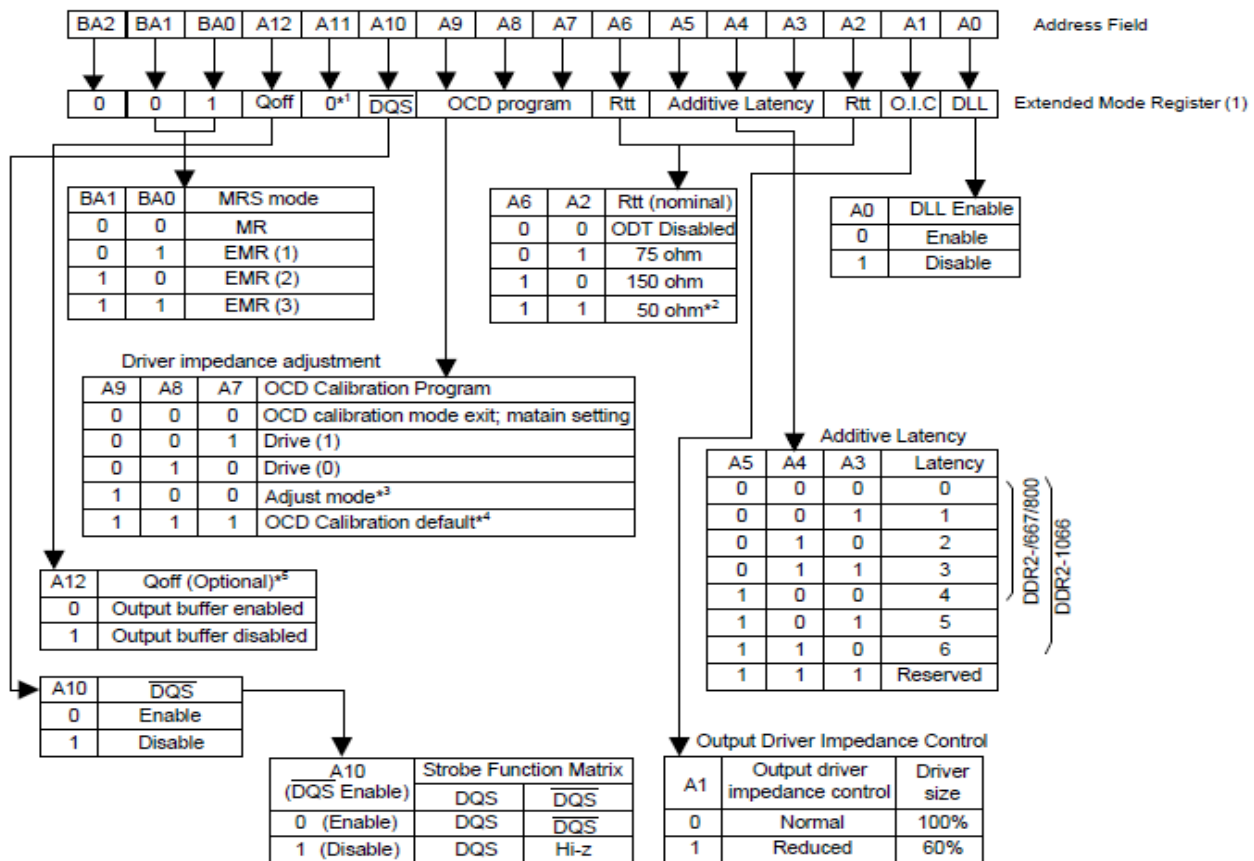 BA2 BA1 BA0 A12 A11 A10 A9 A8 A7 A6 A5 A4 A3 A2 A1 A0 Address Field
0 0 1 Qoff 0*1 DQS OCD program Rtt Additive Latency Rtt O.I.C DLL Extended Mode Register (1)
BA1 BA0 MRS mode
0 0 MR
0 1 EMR (1)
1 0 EMR (2)
1 1 EMR (3)
A6 A2 Rtt (nominal)
0 0 ODT Disabled
0 1 75 ohm
1 0 150 ohm
1 1 50 ohm*2
A0 DLL Enable
0 Enable
1 Disable
Driver impedance adjustment
A9 A8 A7 OCD Calibration Program
0 0 0 OCD calibration mode exit; matain setting
0 0 1 Drive (1)
0 1 0 Drive (0)
1 0 0 Adjust mode*3
1 1 1 OCD Calibration default*4
Additive Latency
A5 A4 A3 Latency
0 0 0 0
0 0 1 1
0 1 0 2
0 1 1 3
1 0 0 4
1 0 1 5
1 1 0 6
1 1 1 Reserved
DDR2-/667/800
DDR2-1066
A12 Qoff (Optional)*5
0 Output buffer enabled
1 Output buffer disabled
A10 DQS
0 Enable
1 Disable
A10 (DQS Enable) Strobe Function Matrix
DQS DQS
0 (Enable) DQS DQS
1 (Disable) DQS Hi-z
Output Driver Impedance Control
A1 Output driver impedance control Driver size
0 Normal 100%
1 Reduced 60%